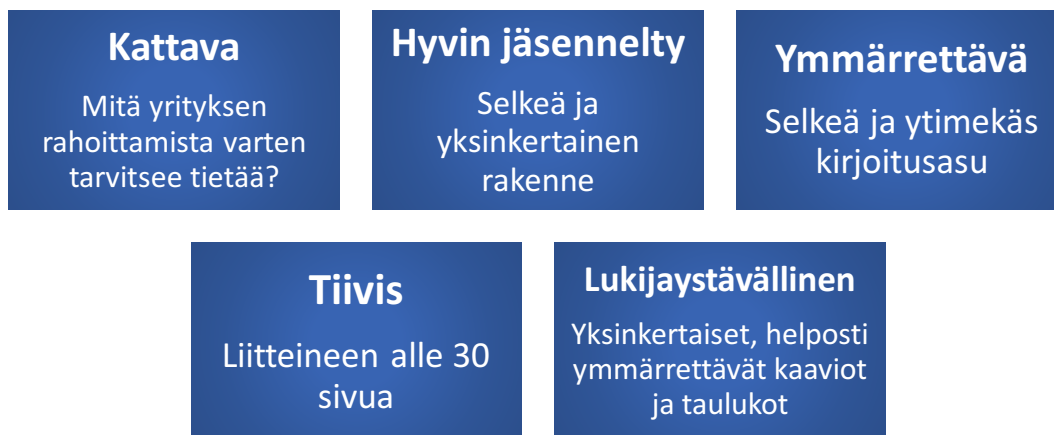 Kattava
Mitä yrityksen
rahoittamista varten
tarvitsee tietää?
Hyvin jäsennelty
Selkeä ja
yksinkertainen
rakenne
Ymmärrettävä
Selkeä ja ytimekäs
kirjoitusasu
Tiivis
Liitteineen alle 30
sivua
Lukijaystävällinen
Yksinkertaiset, helposti
ymmärrettävät kaaviot
ja taulukot